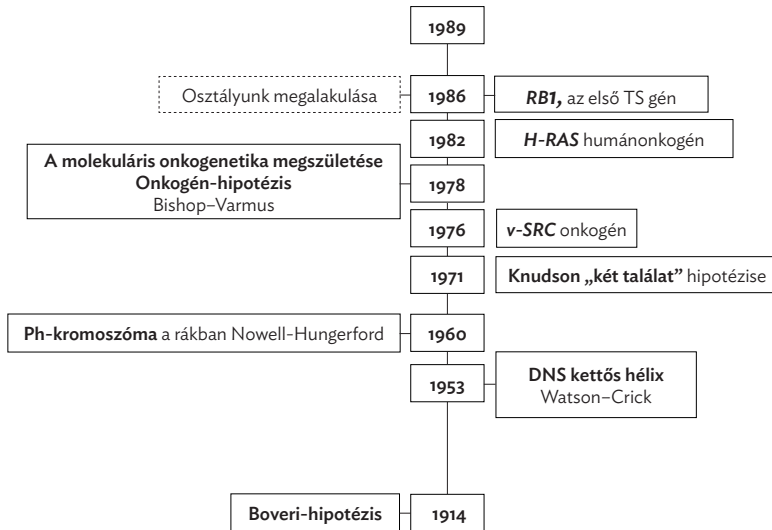 1989
Osztályunk megalakulása
1986
RB1, az első TS gén
1982
H-RAS humánonkogén
A molekuláris onkogenetika megszületése
Onkogén-hipotézis
Bishop–Varmus
1978
1976
v-SRC onkogén
1971
Knudson „két találat” hipotézise
Ph-kromoszóma a rákban Nowell-Hungerford
1960
1953
DNS kettős hélix
Watson–Crick
Boveri-hipotézis
1914